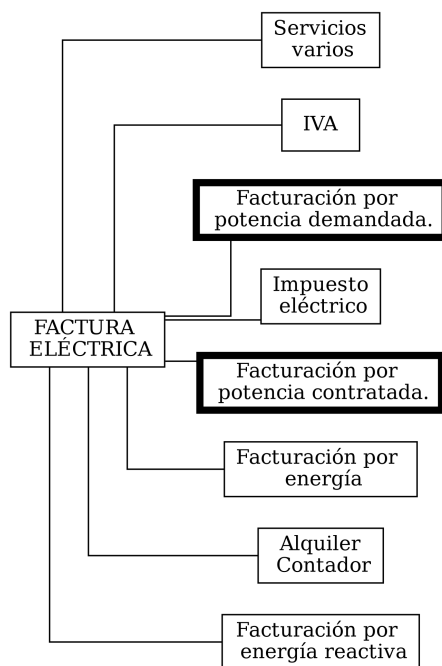 Servicios
varios
IVA
Facturación por
potencia demandada.
Impuesto
eléctrico
FACTURA
ELÉCTRICA
Facturación por
potencia contratada.
Facturación por
energía
Alquiler
Contador
Facturación por
energía reactiva